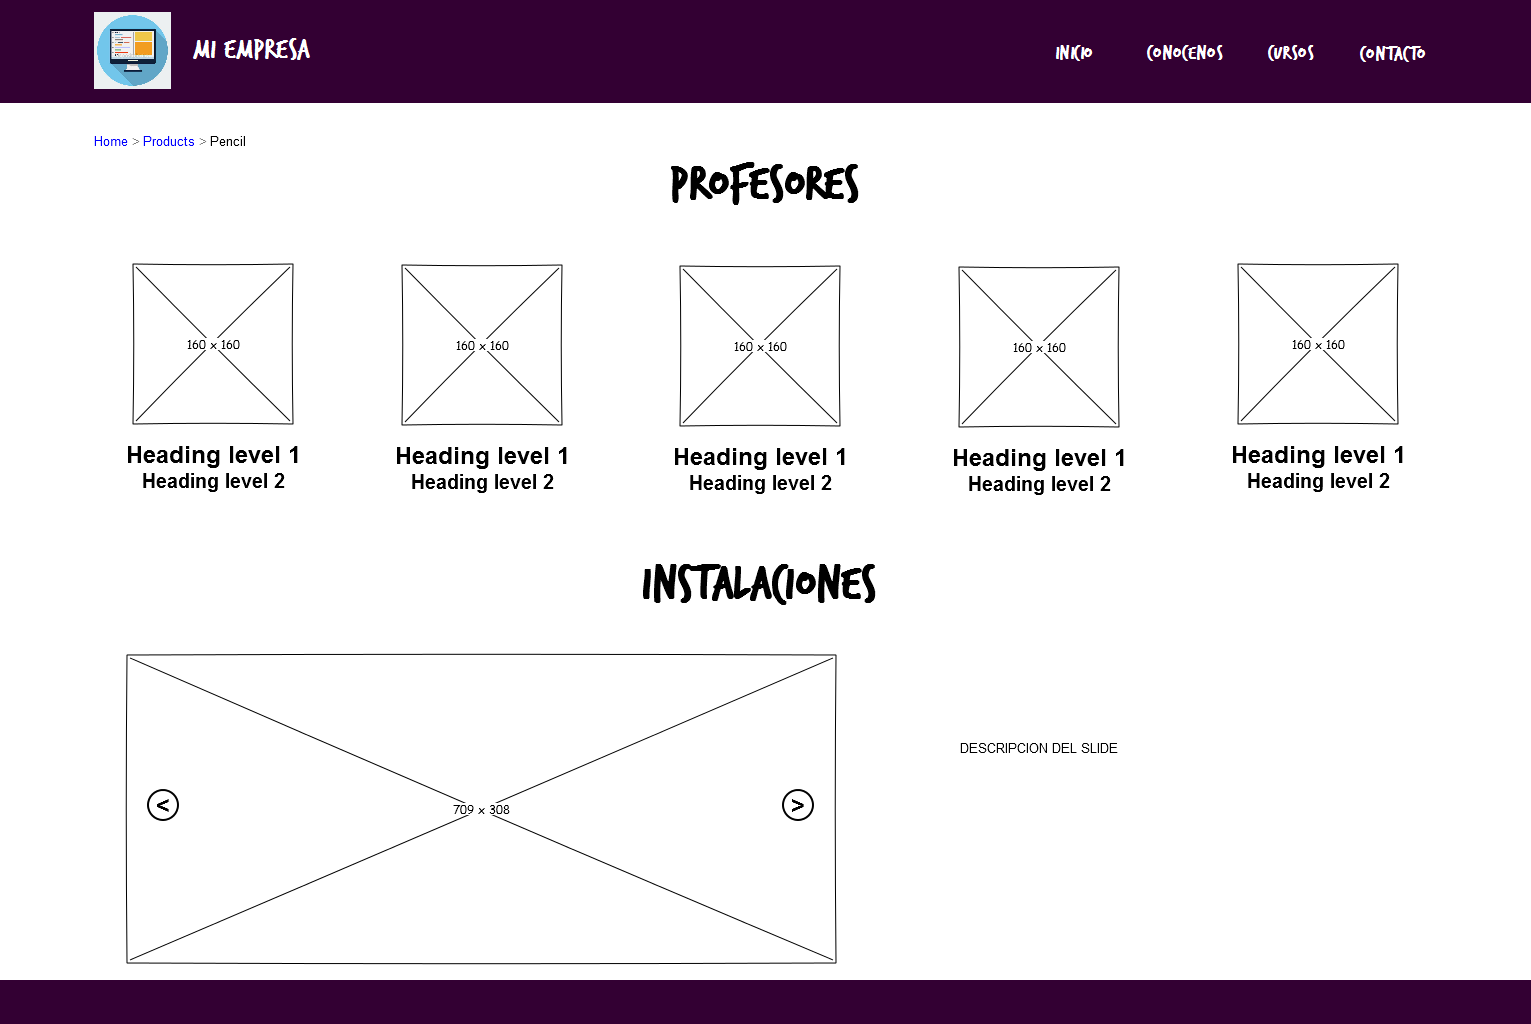 MI EMPRESA
INICIO CONOCENOS CURSOS CONTACTO
Home > Products > Pencil
PROFESORES
160 x 160 160 x 160 160 x 160 160 x 160 160 x 160
Heading level 1 Heading level 1 Heading level 1 Heading level 1 Heading level 1
Heading level 2 Heading level 2 Heading level 2 Heading level 2 Heading level 2
INSTALACIONES
DESCRIPCION DEL SLIDE
< 709 x 308 >